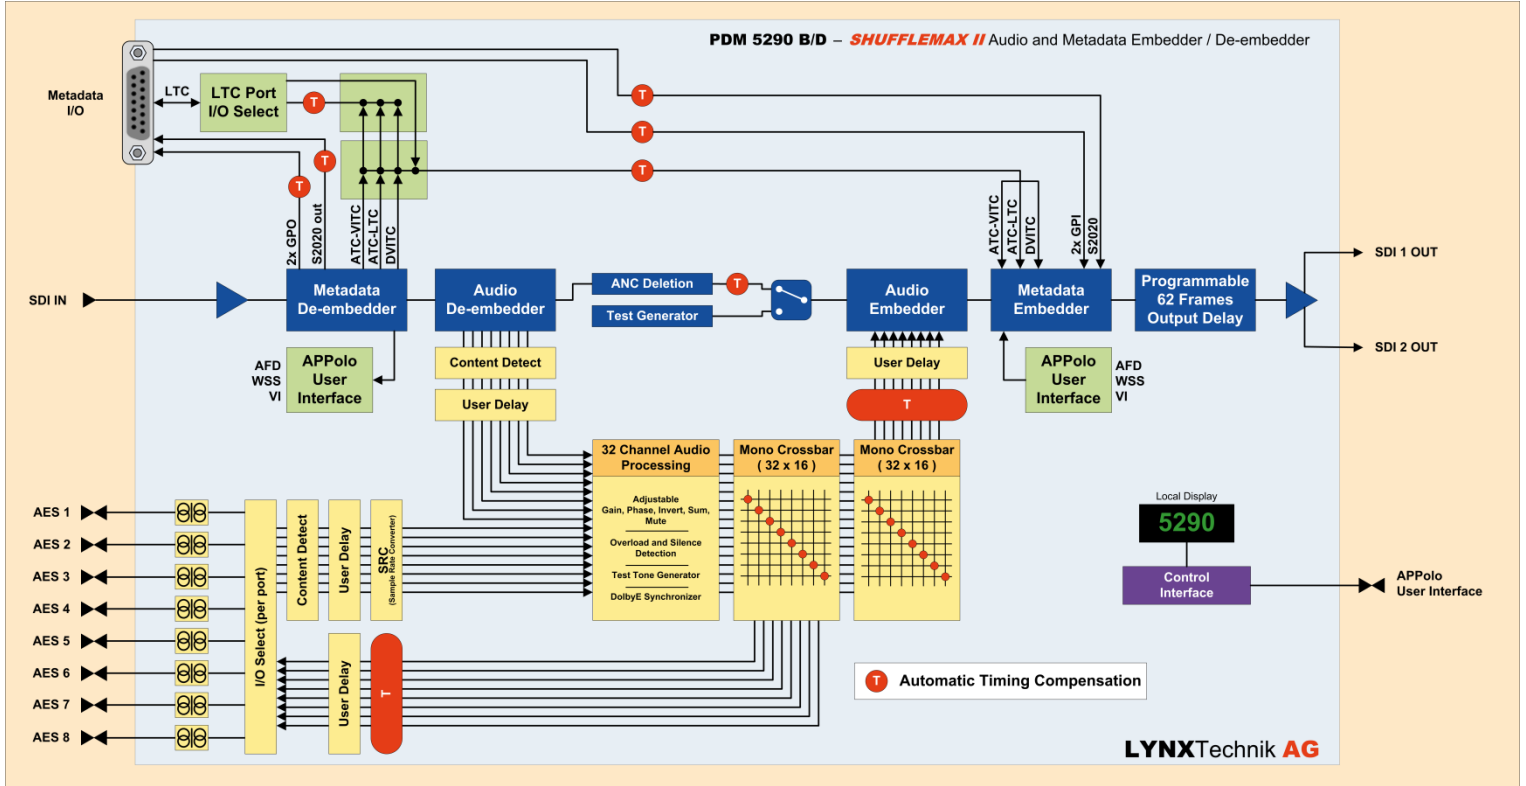 PDM 5290 B/D – SHUFFLEMAX II Audio and Metadata Embedder / De-embedder
Metadata
I/O
LTC
LTC Port
I/O Select
T
T
T
T
T
T
2x GPO
S2020 out
ATC-VITC
ATC-LTC
DVITC
ATC-VITC
ATC-LTC
DVITC
2x GPI
S2020
SDI IN
Metadata
De-embedder
Audio
De-embedder
ANC Deletion
T
Test Generator
Audio
Embedder
Metadata
Embedder
Programmable
62 Frames
Output Delay
SDI 1 OUT
SDI 2 OUT
AFD
WSS
VI
APPolo
User
Interface
Content Detect
User Delay
User Delay
T
APPolo
User
Interface
AFD
WSS
VI
32 Channel Audio
Processing
Adjustable
Gain, Phase, Invert, Sum,
Mute
Overload and Silence
Detection
Test Tone Generator
DolbyE Synchronizer
Mono Crossbar
( 32 x 16 )
Mono Crossbar
( 32 x 16 )
AES 1
AES 2
AES 3
AES 4
AES 5
AES 6
AES 7
AES 8
I/O Select (per port)
Content Detect
User Delay
SRC
(Sample Rate Converter)
User Delay
T
Local Display
5290
Control
Interface
APPolo
User Interface
T Automatic Timing Compensation
LYNXTechnik AG